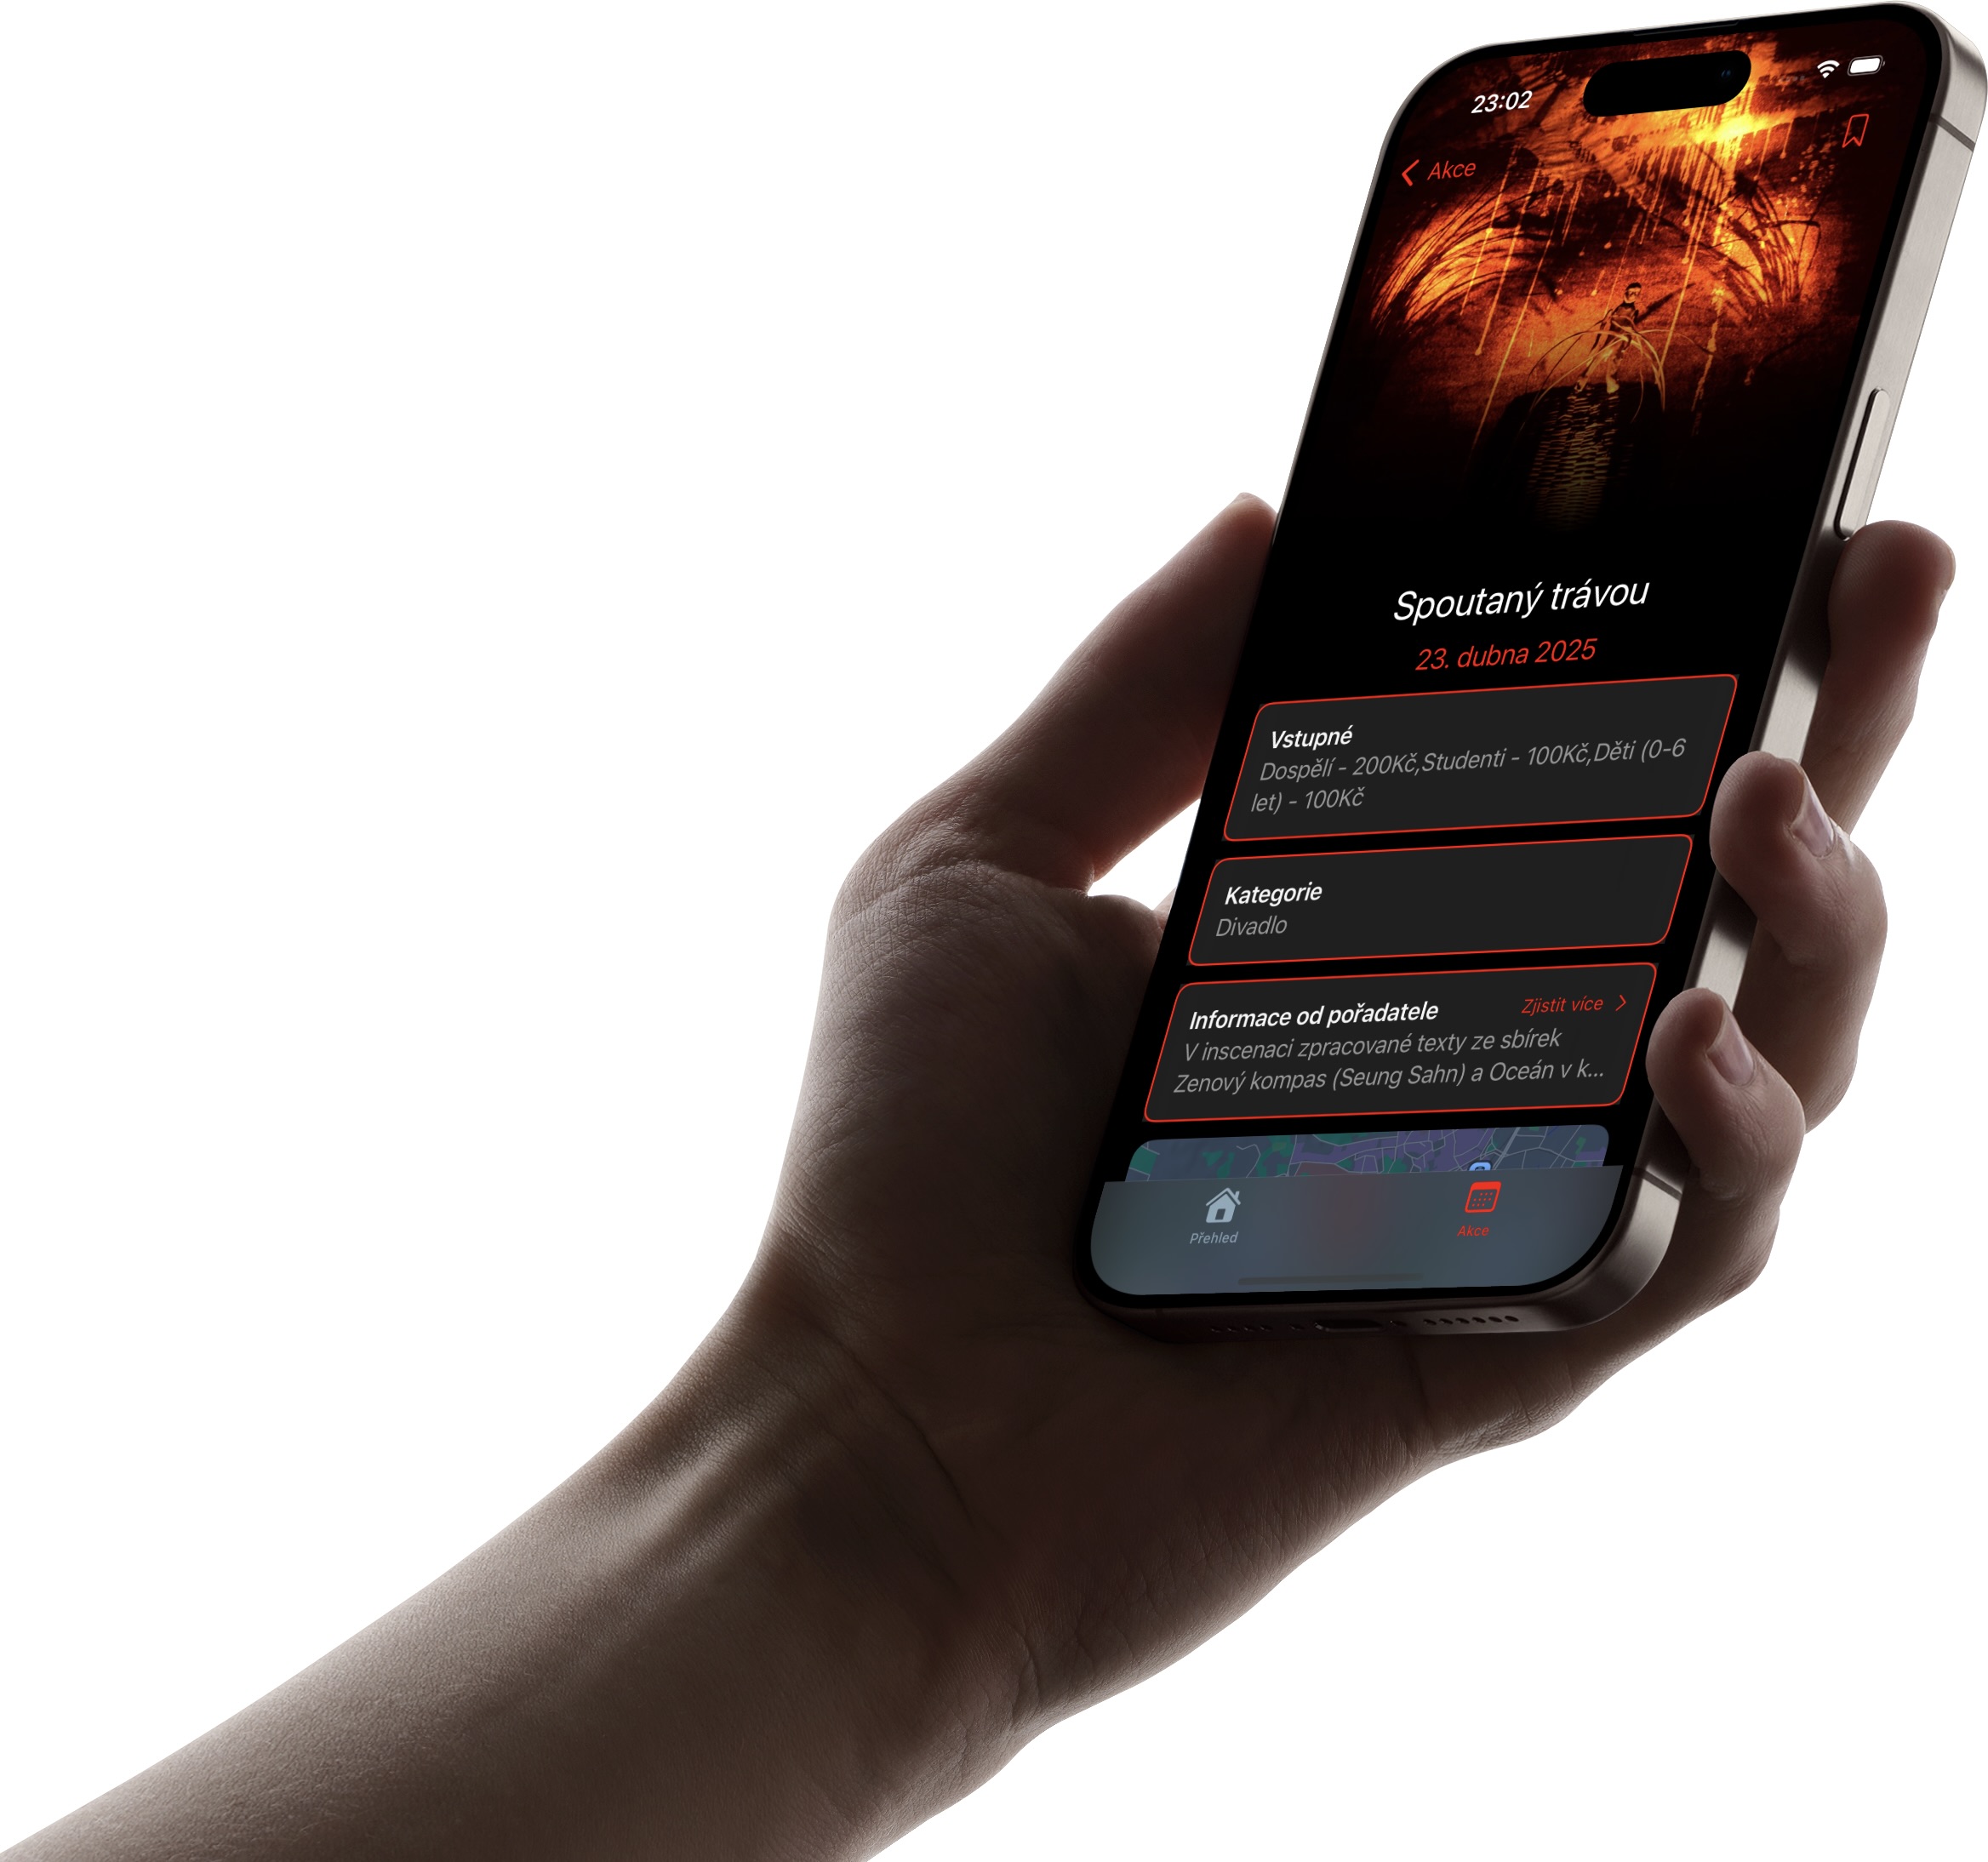 23:02
Akce
Spoutaný trávou
23. dubna 2025
Vstupné
Dospělí - 200Kč,Studenti - 100Kč,Děti (0-6
let) - 100Kč
Kategorie
Divadlo
Informace od pořadatele
Zjistit více
V inscenaci zpracované texty ze sbírek
Zenový kompas (Seung Sahn) a Oceán v k...
Přehled
Akce